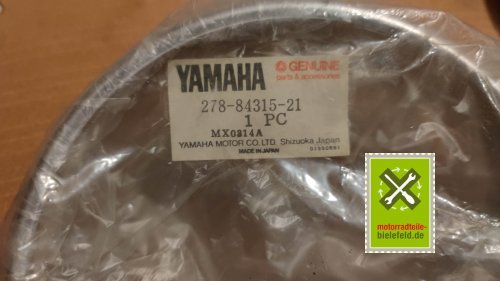 YAMAHA
GENUINE
parts & accessories
278-84315-21
1 PC
MX0314A
YAMAHA MOTOR CO., LTD. Shizuoka Japan
MADE IN JAPAN
motorradteile-
bielefeld.de